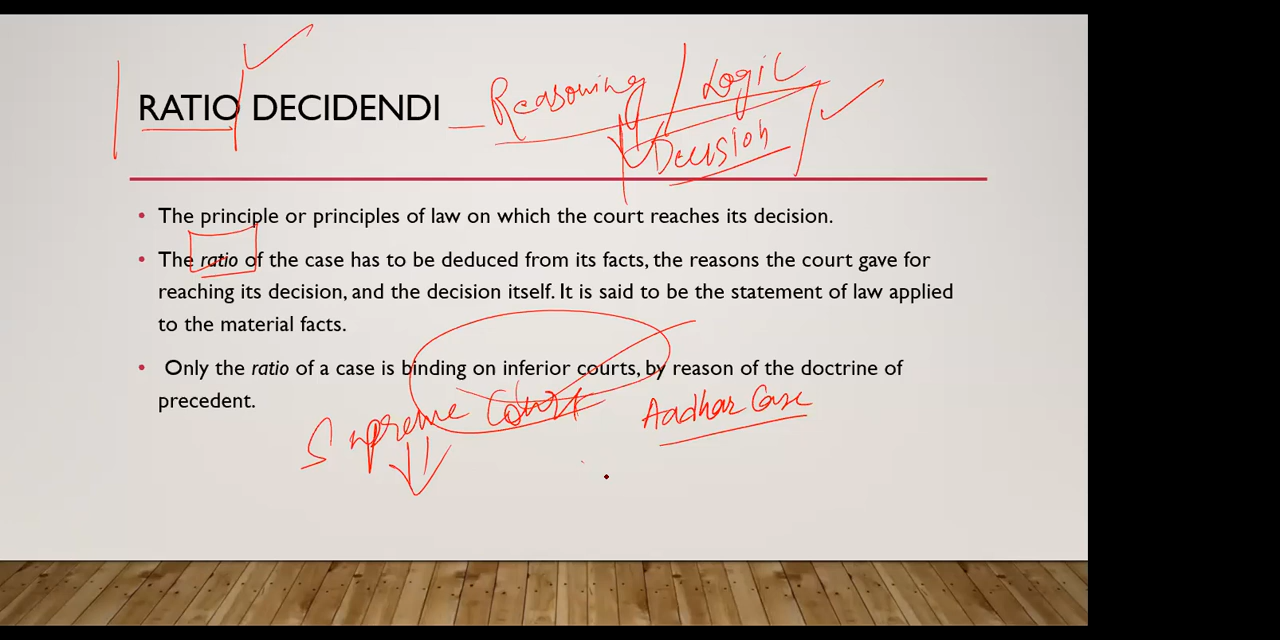 RATIO DECIDENDI
Reasoning / Logic
Decision
• The principle or principles of law on which the court reaches its decision.
• The ratio of the case has to be deduced from its facts, the reasons the court gave for
reaching its decision, and the decision itself. It is said to be the statement of law applied
to the material facts.
• Only the ratio of a case is binding on inferior courts, by reason of the doctrine of
precedent.
Supreme Court
Aadhar Case